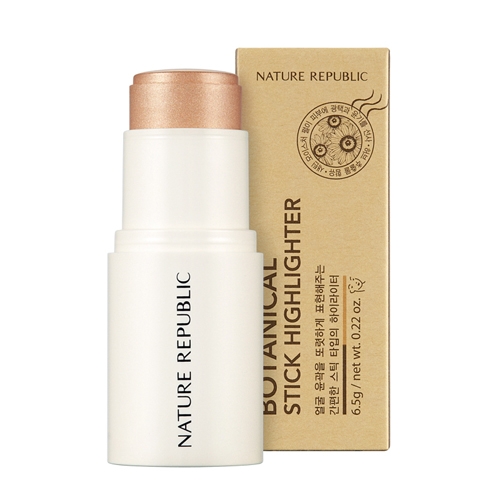 NATURE REPUBLIC
BOTANICAL
STICK HIGHLIGHTER
얼굴 윤곽을 또렷하게 표현해주는
간편한 스틱 타입의 하이라이터
6.5g / net wt. 0.22 oz.
NATURE REPUBLIC